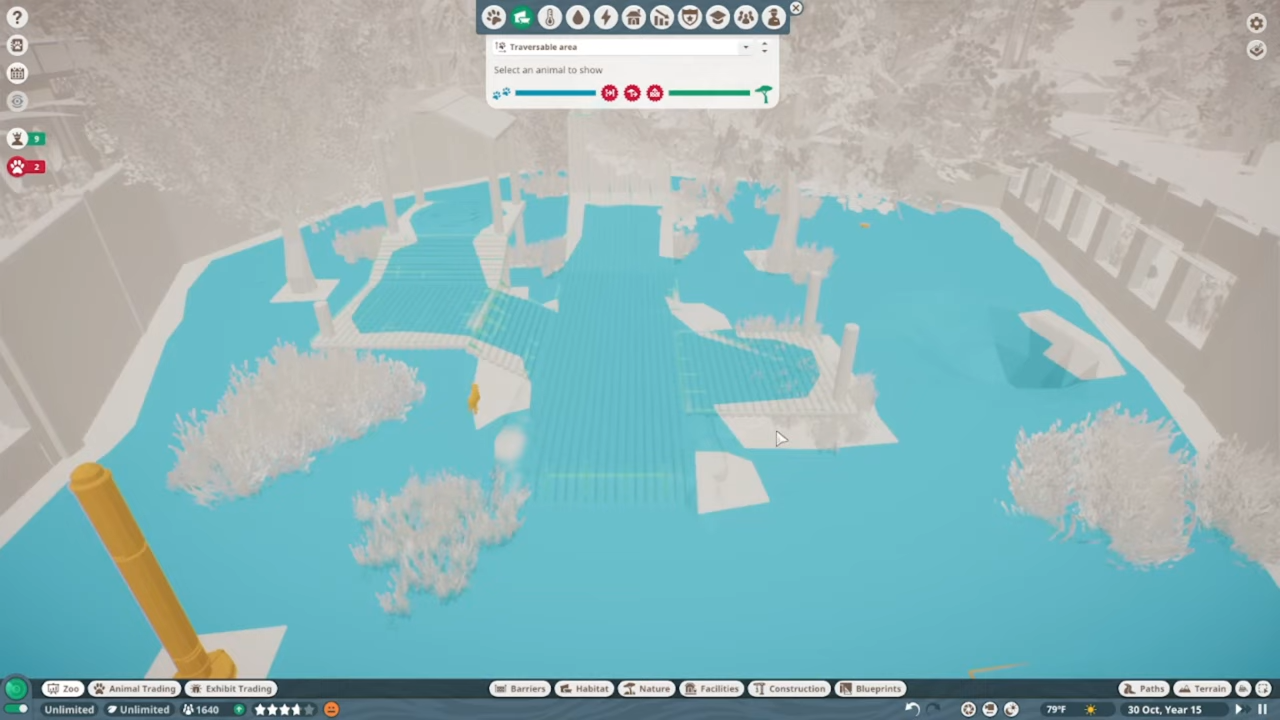 Traversable area
Select an animal to show
9
2
Zoo
Animal Trading
Exhibit Trading
Barriers
Habitat
Nature
Facilities
Construction
Blueprints
Paths
Terrain
Unlimited
Unlimited
1640
79°F
30 Oct, Year 15